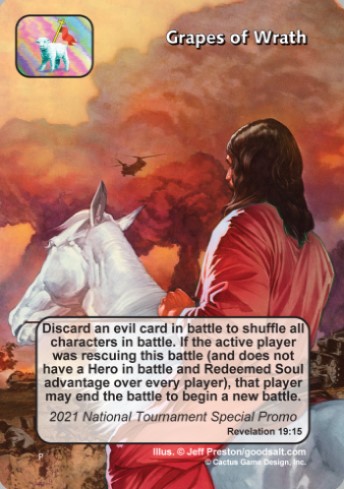 Grapes of Wrath
Discard an evil card in battle to shuffle all
characters in battle. If the active player
was rescuing this battle (and does not
have a Hero in battle and Redeemed Soul
advantage over every player), that player
may end the battle to begin a new battle.
2021 National Tournament Special Promo
Revelation 19:15
Illus. © Jeff Preston/goodsalt.com
© Cactus Game Design, Inc.
P